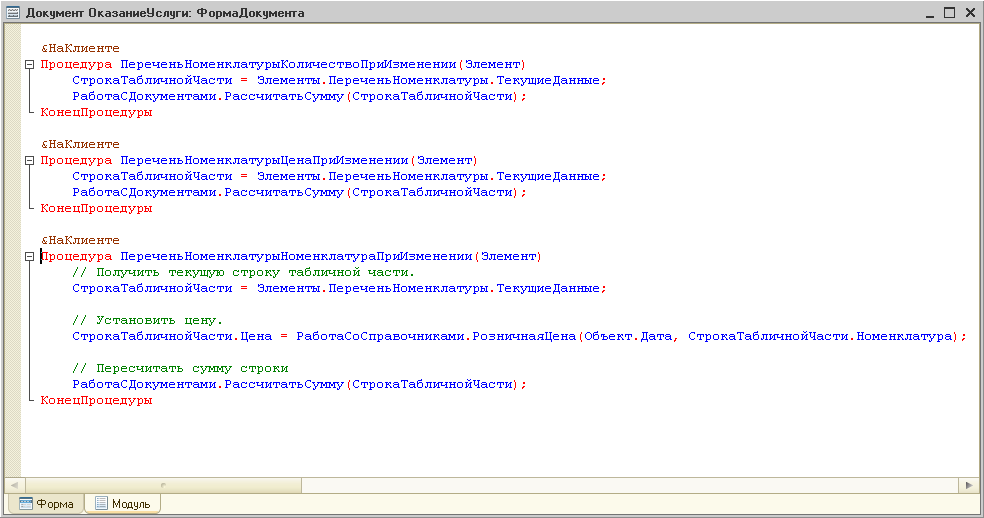 Документ ОказаниеУслуги: ФормаДокумента
&НаКлиенте
Процедура ПереченьНоменклатурыКоличествоПриИзменении(Элемент)
СтрокаТабличнойЧасти = Элементы.ПереченьНоменклатуры.ТекущиеДанные;
РаботаСДокументами.РассчитатьСумму(СтрокаТабличнойЧасти);
КонецПроцедуры
&НаКлиенте
Процедура ПереченьНоменклатурыЦенаПриИзменении(Элемент)
СтрокаТабличнойЧасти = Элементы.ПереченьНоменклатуры.ТекущиеДанные;
РаботаСДокументами.РассчитатьСумму(СтрокаТабличнойЧасти);
КонецПроцедуры
&НаКлиенте
Процедура ПереченьНоменклатурыНоменклатураПриИзменении(Элемент)
// Получить текущую строку табличной части.
СтрокаТабличнойЧасти = Элементы.ПереченьНоменклатуры.ТекущиеДанные;
// Установить цену.
СтрокаТабличнойЧасти.Цена = РаботаСоСправочниками.РозничнаяЦена(Объект.Дата, СтрокаТабличнойЧасти.Номенклатура);
// Пересчитать сумму строки
РаботаСДокументами.РассчитатьСумму(СтрокаТабличнойЧасти);
КонецПроцедуры
Форма Модуль